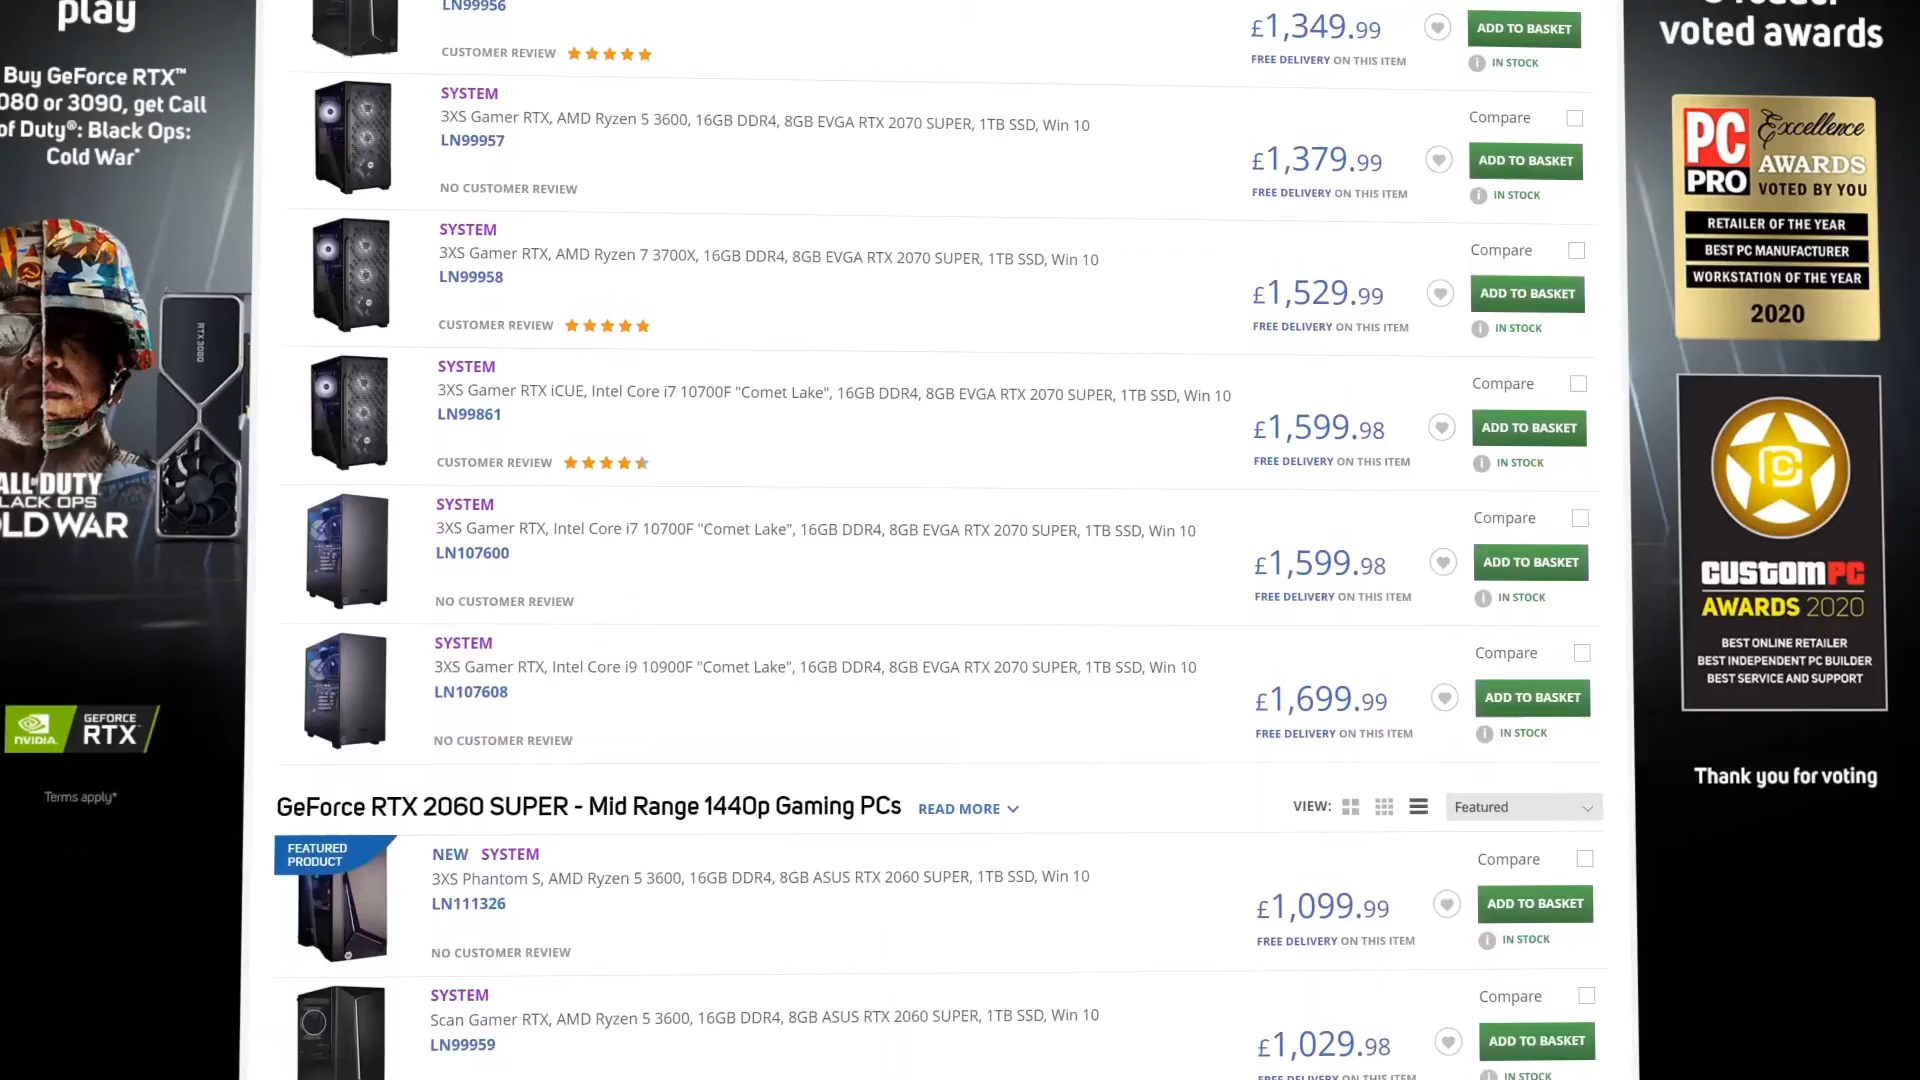 play
Buy GeForce RTX™
080 or 3090, get Call
of Duty®: Black Ops:
Cold War*
RTX 3080
ALL OF DUTY
LACK OPS
OLD WAR
NVIDIA.
GEFORCE
RTX
Terms apply*
LN99956
CUSTOMER REVIEW
£1,349.99
FREE DELIVERY ON THIS ITEM
ADD TO BASKET
IN STOCK
SYSTEM
3XS Gamer RTX, AMD Ryzen 5 3600, 16GB DDR4, 8GB EVGA RTX 2070 SUPER, 1TB SSD, Win 10
LN99957
NO CUSTOMER REVIEW
£1,379.99
FREE DELIVERY ON THIS ITEM
Compare
ADD TO BASKET
IN STOCK
SYSTEM
3XS Gamer RTX, AMD Ryzen 7 3700X, 16GB DDR4, 8GB EVGA RTX 2070 SUPER, 1TB SSD, Win 10
LN99958
CUSTOMER REVIEW
£1,529.99
FREE DELIVERY ON THIS ITEM
Compare
ADD TO BASKET
IN STOCK
SYSTEM
3XS Gamer RTX iCUE, Intel Core i7 10700F "Comet Lake", 16GB DDR4, 8GB EVGA RTX 2070 SUPER, 1TB SSD, Win 10
LN99861
CUSTOMER REVIEW
£1,599.98
FREE DELIVERY ON THIS ITEM
Compare
ADD TO BASKET
IN STOCK
SYSTEM
3XS Gamer RTX, Intel Core i7 10700F "Comet Lake", 16GB DDR4, 8GB EVGA RTX 2070 SUPER, 1TB SSD, Win 10
LN107600
NO CUSTOMER REVIEW
£1,599.98
FREE DELIVERY ON THIS ITEM
Compare
ADD TO BASKET
IN STOCK
SYSTEM
3XS Gamer RTX, Intel Core i9 10900F "Comet Lake", 16GB DDR4, 8GB EVGA RTX 2070 SUPER, 1TB SSD, Win 10
LN107608
NO CUSTOMER REVIEW
£1,699.99
FREE DELIVERY ON THIS ITEM
Compare
ADD TO BASKET
IN STOCK
GeForce RTX 2060 SUPER - Mid Range 1440p Gaming PCs READ MORE
VIEW:
Featured
FEATURED
PRODUCT
NEW SYSTEM
3XS Phantom S, AMD Ryzen 5 3600, 16GB DDR4, 8GB ASUS RTX 2060 SUPER, 1TB SSD, Win 10
LN111326
NO CUSTOMER REVIEW
£1,099.99
FREE DELIVERY ON THIS ITEM
Compare
ADD TO BASKET
IN STOCK
SYSTEM
Scan Gamer RTX, AMD Ryzen 5 3600, 16GB DDR4, 8GB ASUS RTX 2060 SUPER, 1TB SSD, Win 10
LN99959
£1,029.98
FREE DELIVERY ON THIS ITEM
Compare
ADD TO BASKET
IN STOCK
voted awards
PC
PRO
Excellence
AWARDS
VOTED BY YOU
RETAILER OF THE YEAR
BEST PC MANUFACTURER
WORKSTATION OF THE YEAR
2020
CUSTOMPC
AWARDS 2020
BEST ONLINE RETAILER
BEST INDEPENDENT PC BUILDER
BEST SERVICE AND SUPPORT
Thank you for voting